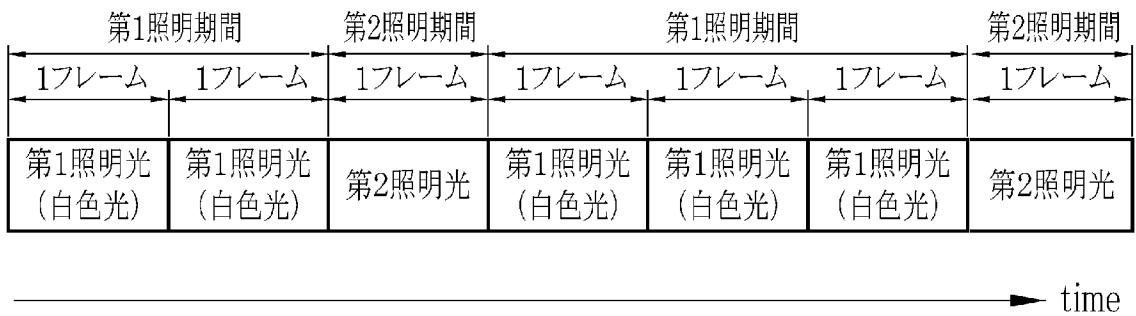 第1照明期間 第2照明期間 第1照明期間 第2照明期間
1フレーム 1フレーム 1フレーム 1フレーム 1フレーム 1フレーム 1フレーム
第1照明光 第1照明光 第2照明光 第1照明光 第1照明光 第1照明光 第2照明光
(白色光) (白色光) (白色光) (白色光) (白色光)
time